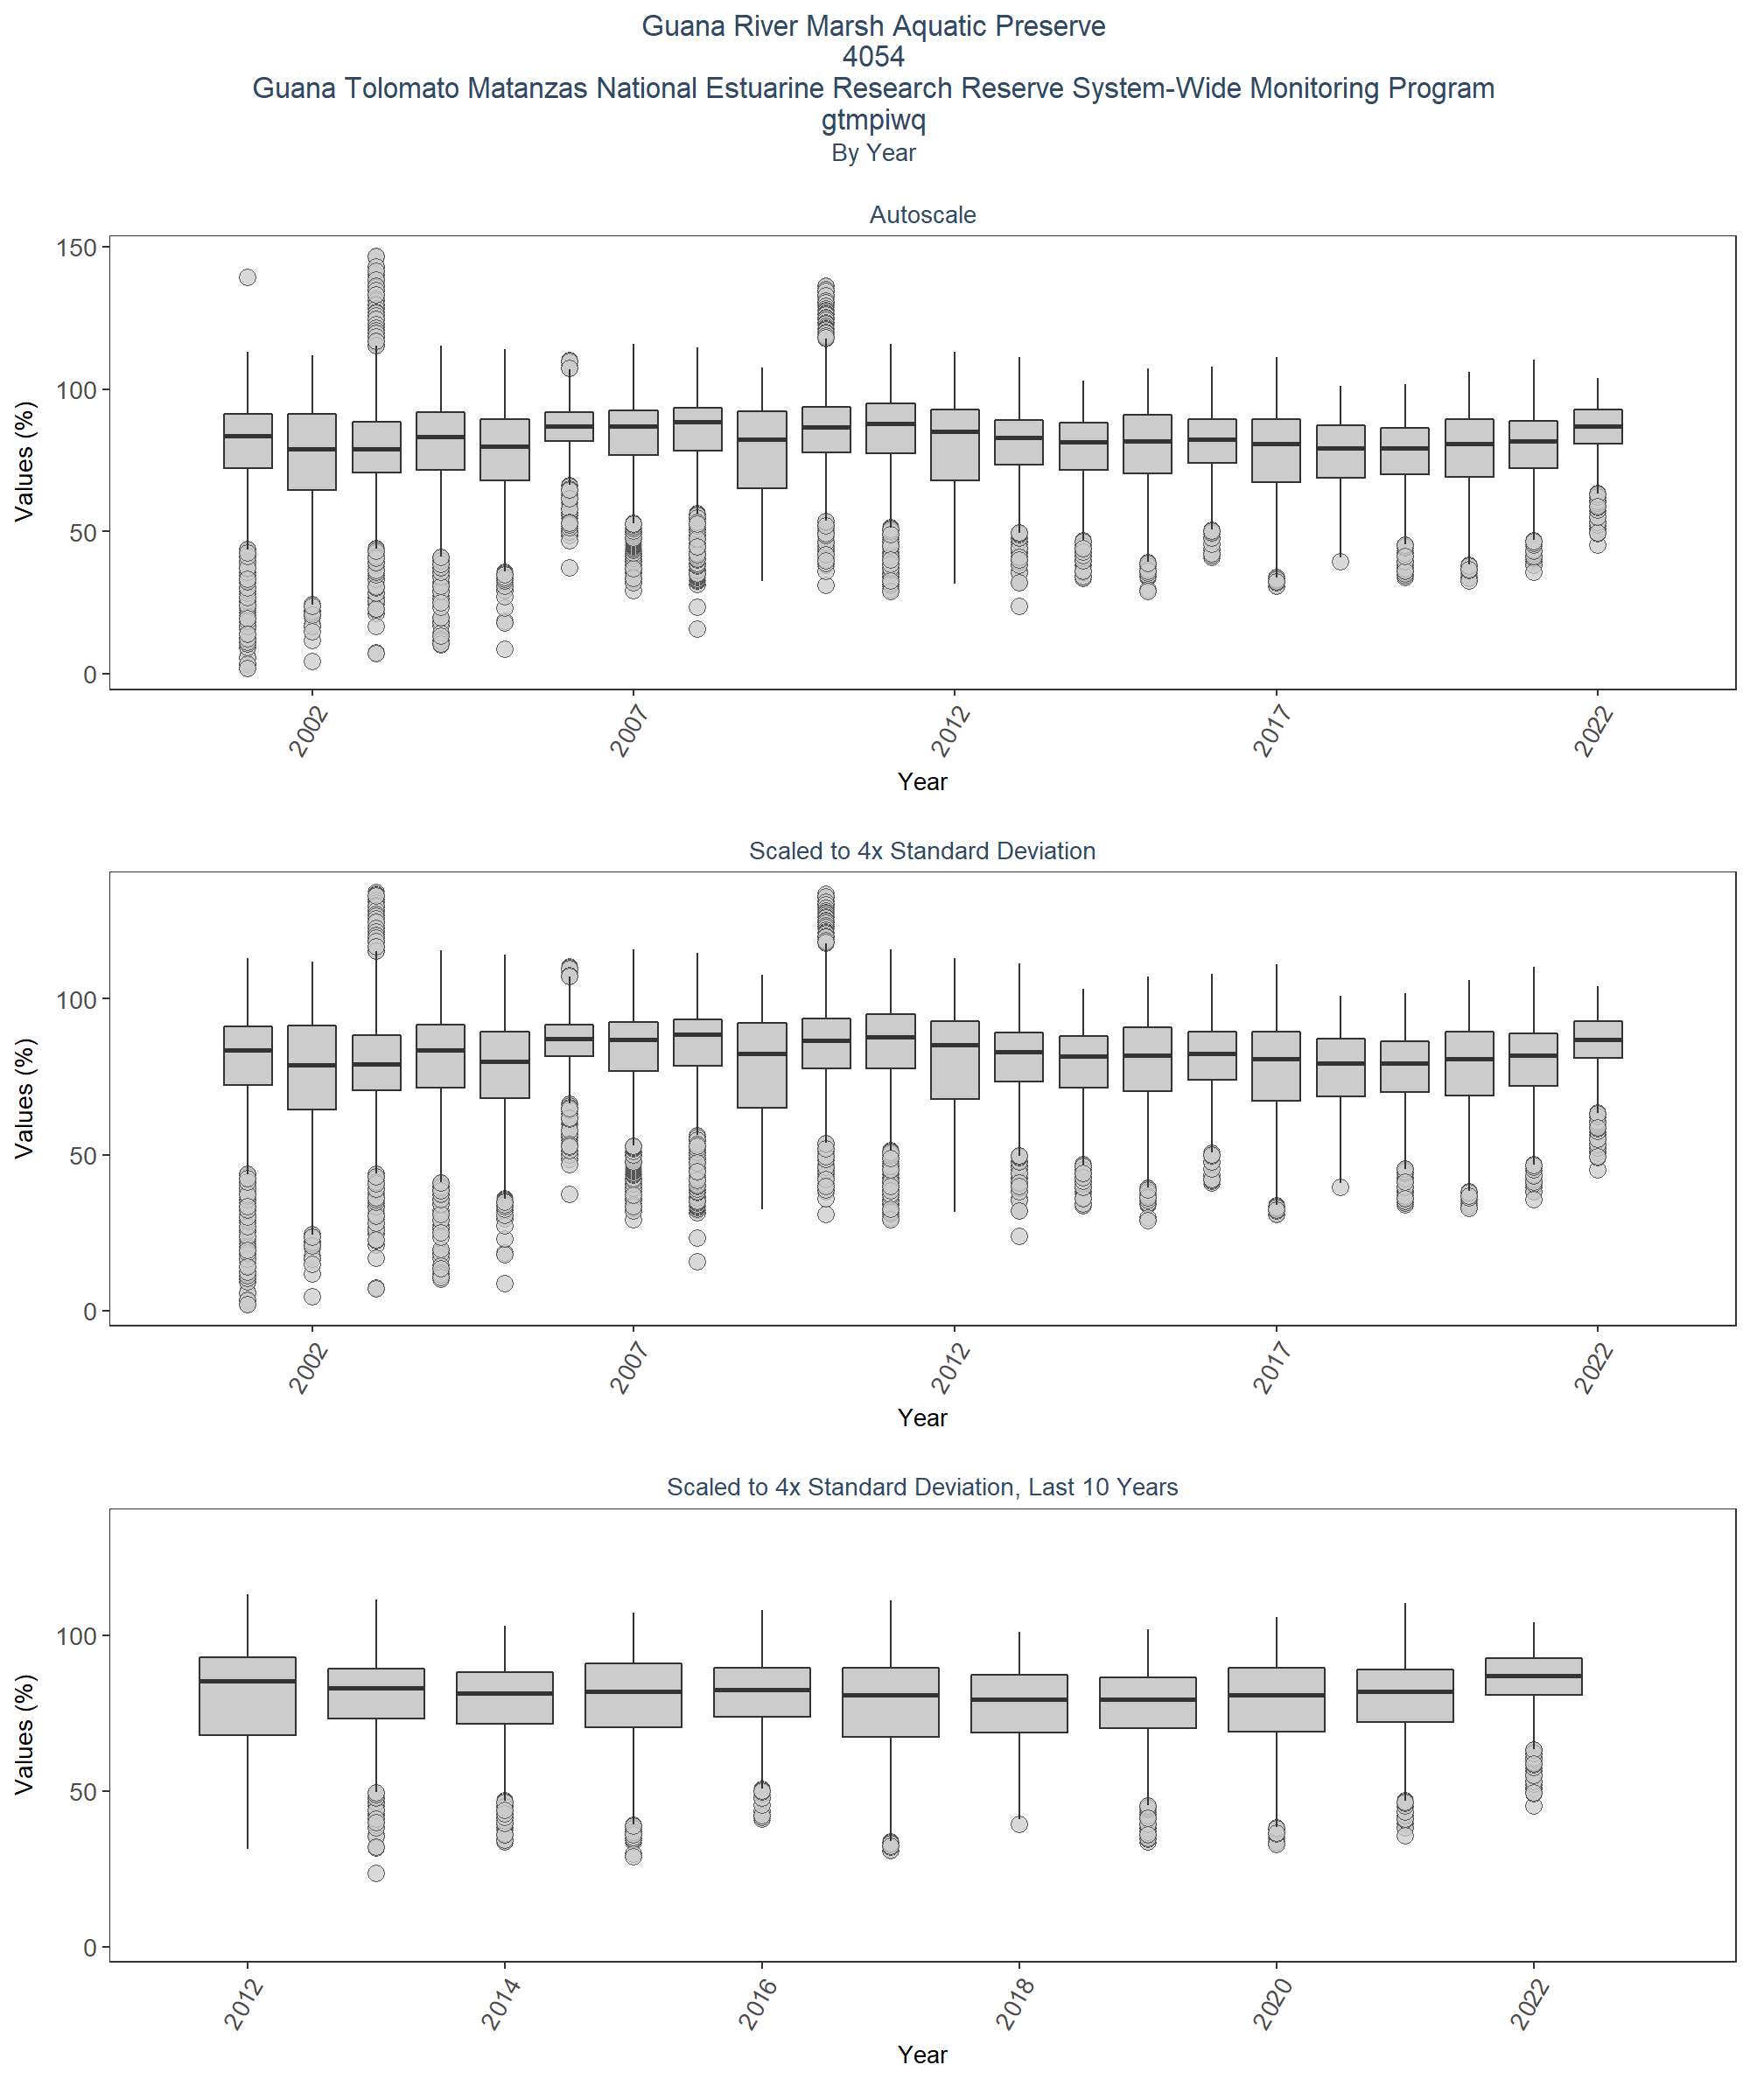 Guana River Marsh Aquatic Preserve
4054
Guana Tolomato Matanzas National Estuarine Research Reserve System-Wide Monitoring Program
gtmpiwq
By Year
Autoscale
Values (%)
150
100
50
0
2002
2007
2012
2017
2022
Year
Scaled to 4x Standard Deviation
Values (%)
100
50
0
2002
2007
2012
2017
2022
Year
Scaled to 4x Standard Deviation, Last 10 Years
Values (%)
100
50
0
2012
2014
2016
2018
2020
2022
Year